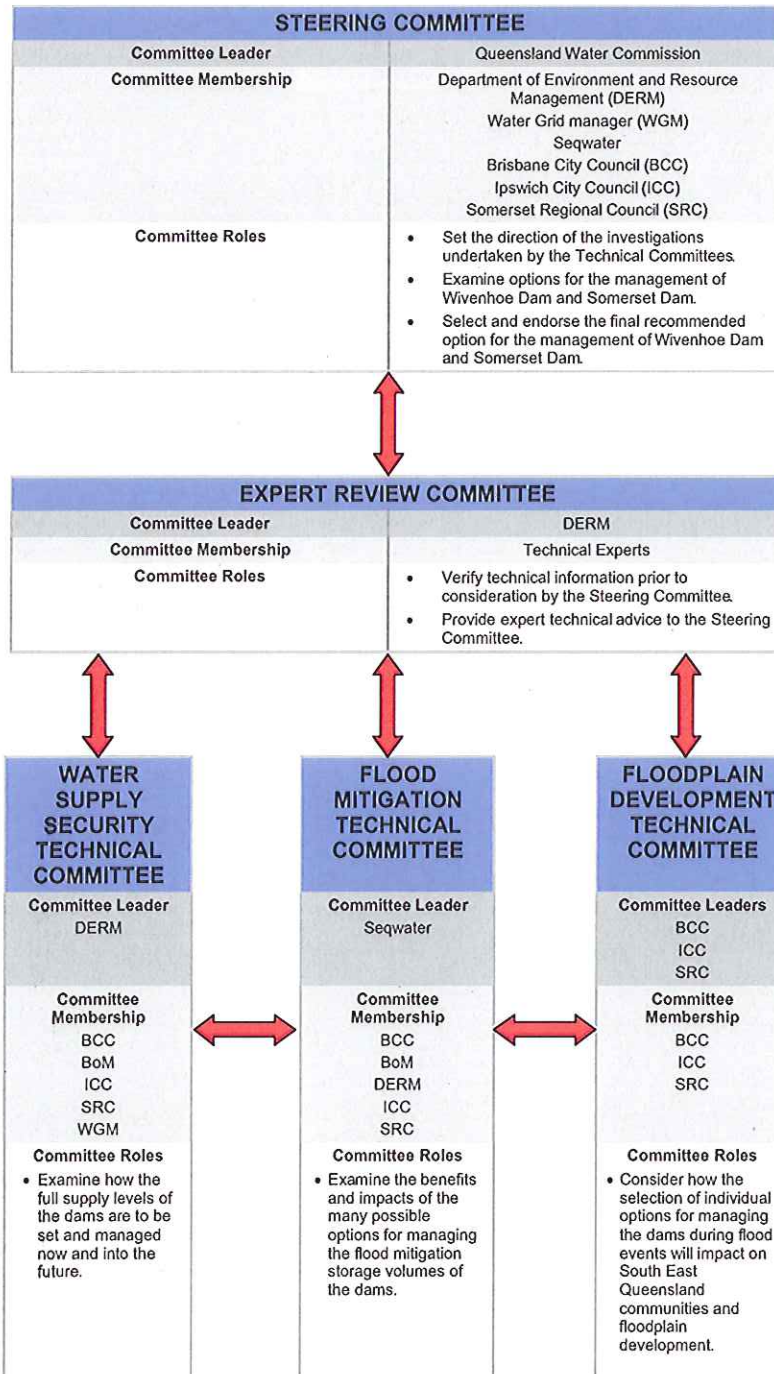 STEERING COMMITTEE
Committee Leader
Queensland Water Commission
Committee Membership
Department of Environment and Resource
Management (DERM)
Water Grid manager (WGM)
Seqwater
Brisbane City Council (BCC)
Ipswich City Council (ICC)
Somerset Regional Council (SRC)
Committee Roles
• Set the direction of the investigations
undertaken by the Technical Committees.
• Examine options for the management of
Wivenhoe Dam and Somerset Dam.
• Select and endorse the final recommended
option for the management of Wivenhoe Dam
and Somerset Dam.
EXPERT REVIEW COMMITTEE
Committee Leader
DERM
Committee Membership
Technical Experts
Committee Roles
• Verify technical information prior to
consideration by the Steering Committee.
• Provide expert technical advice to the Steering
Committee.
WATER
SUPPLY
SECURITY
TECHNICAL
COMMITTEE
Committee Leader
DERM
Committee
Membership
BCC
BoM
ICC
SRC
WGM
Committee Roles
• Examine how the
full supply levels of
the dams are to be
set and managed
now and into the
future.
FLOOD
MITIGATION
TECHNICAL
COMMITTEE
Committee Leader
Seqwater
Committee
Membership
BCC
BoM
DERM
ICC
SRC
Committee Roles
• Examine the benefits
and impacts of the
many possible
options for managing
the flood mitigation
storage volumes of
the dams.
FLOODPLAIN
DEVELOPMENT
TECHNICAL
COMMITTEE
Committee Leaders
BCC
ICC
SRC
Committee
Membership
BCC
ICC
SRC
Committee Roles
• Consider how the
selection of individual
options for managing
the dams during flood
events will impact on
South East
Queensland
communities and
floodplain
development.